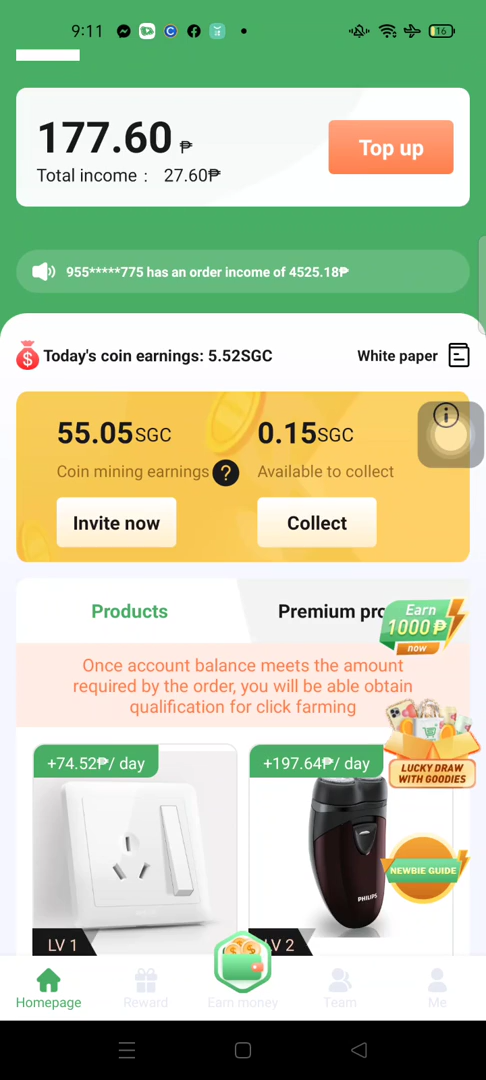 9:11
16
177.60 ₱
Top up
Total income : 27.60₱
955*****775 has an order income of 4525.18₱
Today's coin earnings: 5.52SGC
White paper
55.05SGC
0.15SGC
Coin mining earnings ?
Available to collect
Invite now
Collect
Products
Premium pro
Earn
1000₱
now
Once account balance meets the amount
required by the order, you will be able obtain
qualification for click farming
LUCKY DRAW
WITH GOODIES
+74.52₱/ day
+197.64₱/ day
NEWBIE GUIDE
PHILIPS
LV 1
LV 2
Homepage
Reward
Earn money
Team
Me